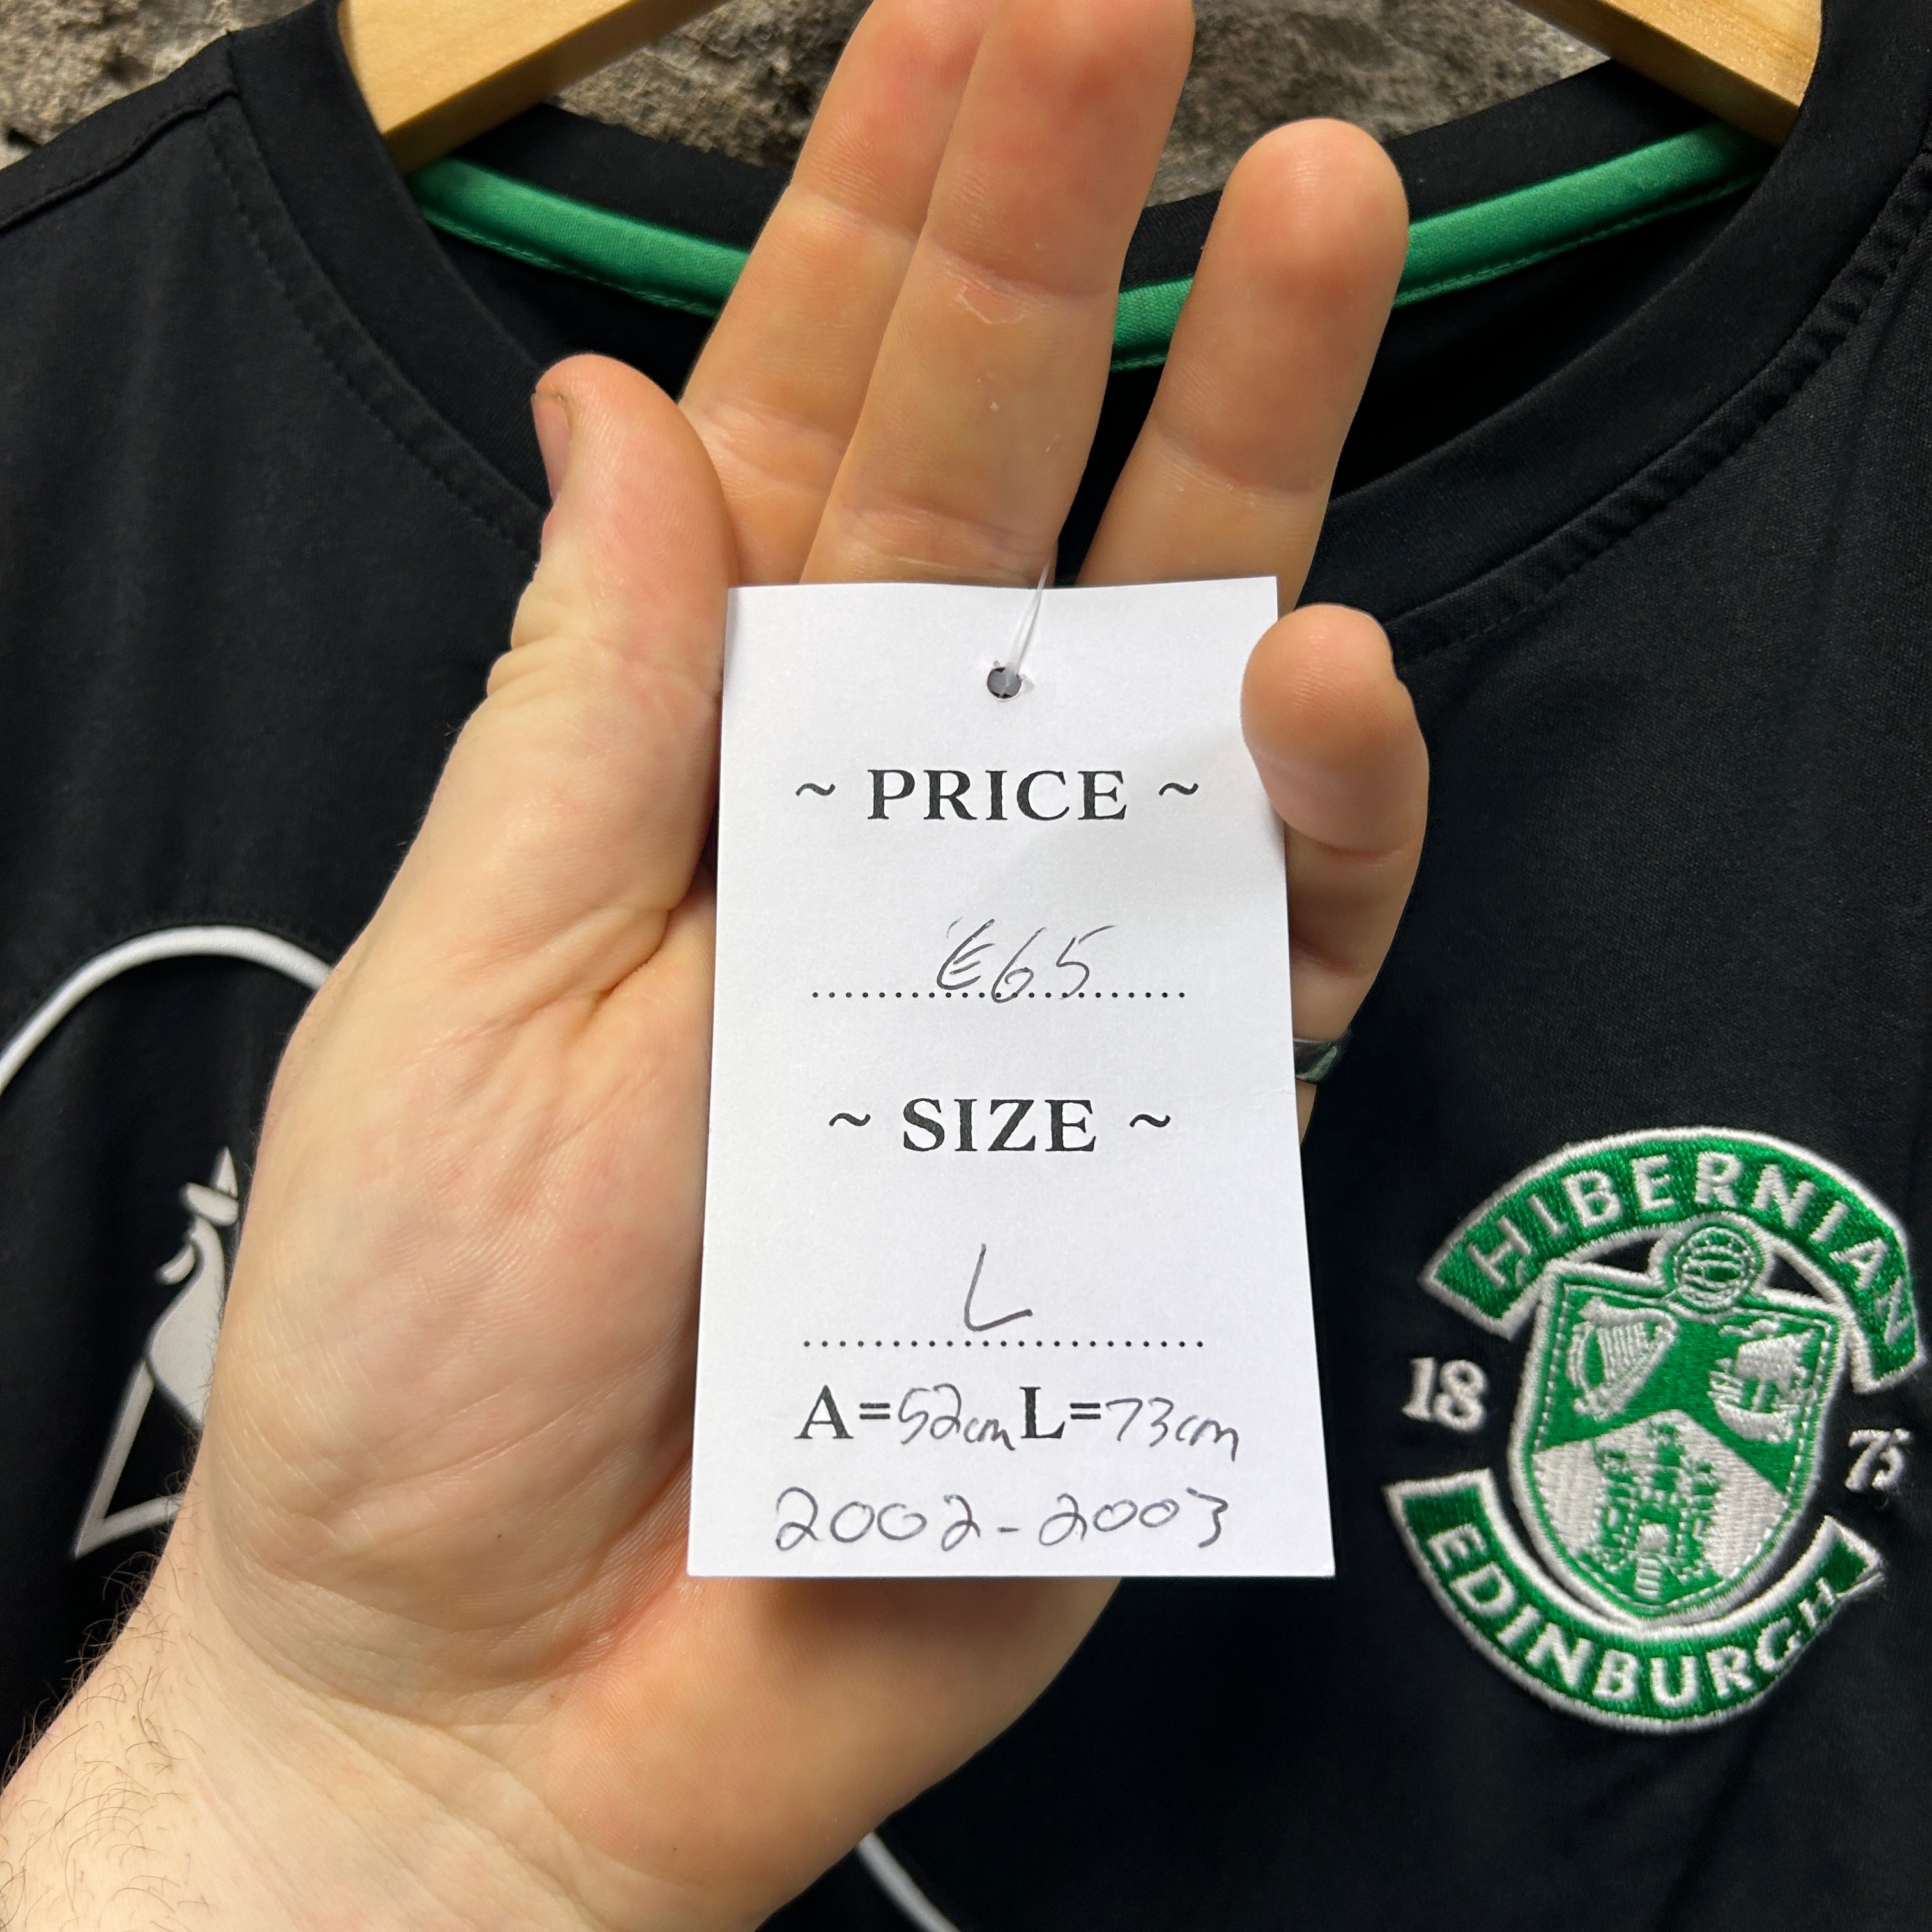 ~ PRICE ~
€65
~ SIZE ~
L
A=52cm L=73cm
2002-2003
HIBERNIAN
18 75
EDINBURGH